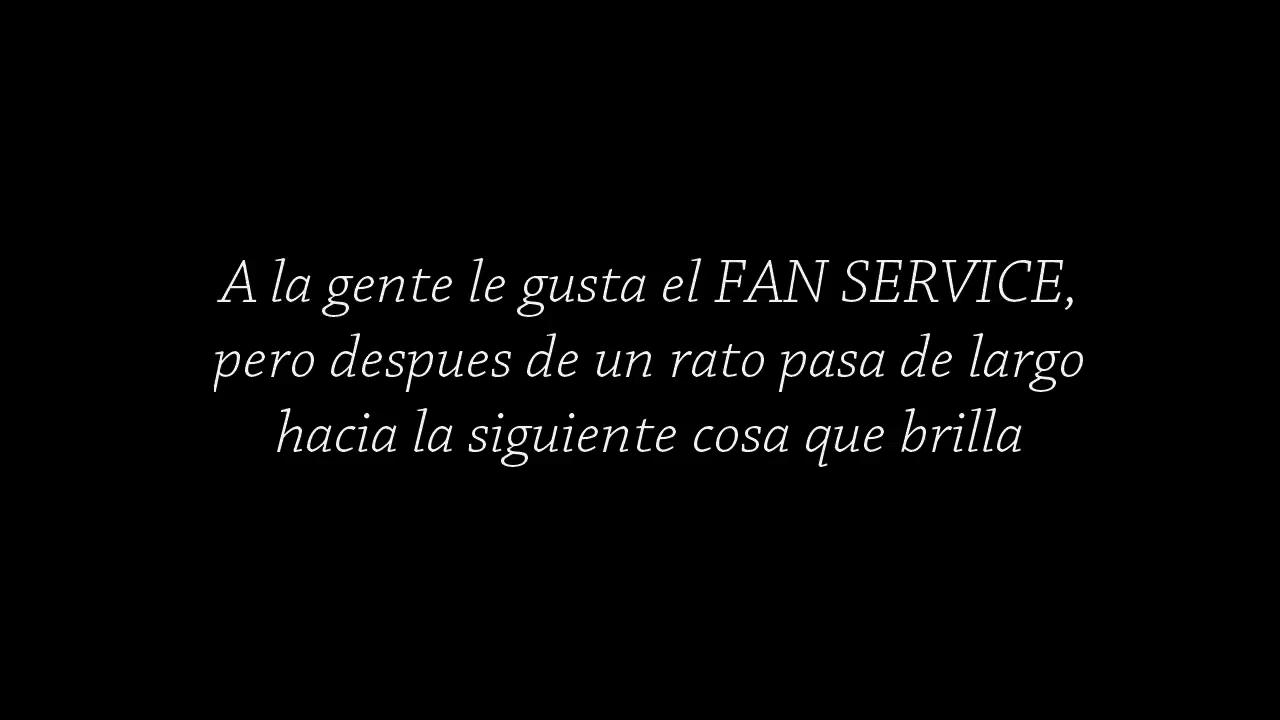 A la gente le gusta el FAN SERVICE,
pero despues de un rato pasa de largo
hacia la siguiente cosa que brilla